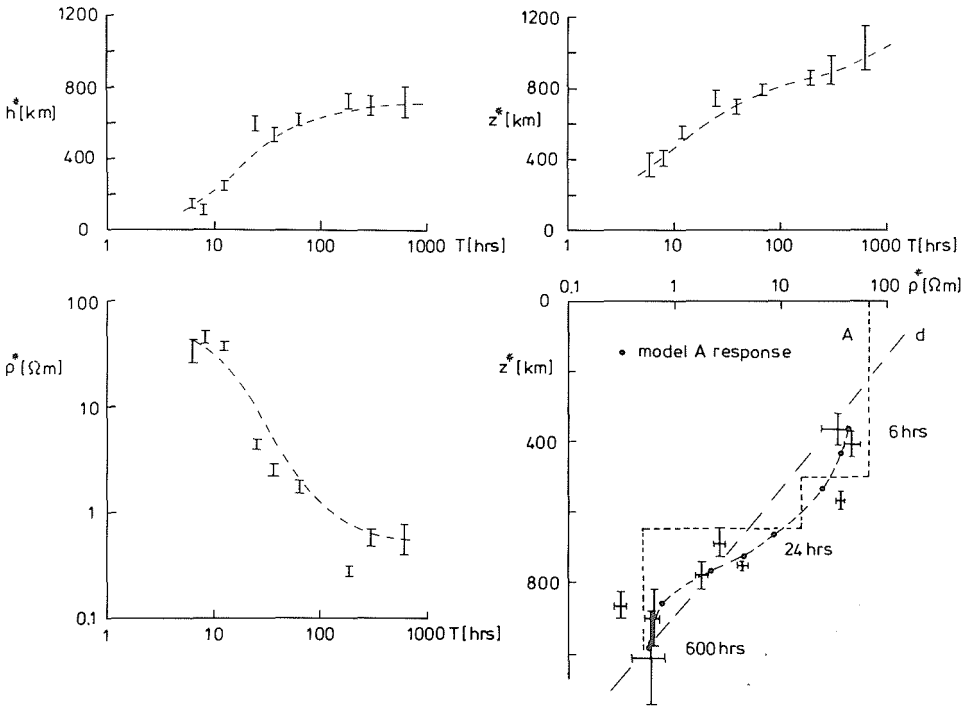 1200
h* [km]
800
400
0
1 10 100 1000 T [hrs]
1200
z* [km]
800
400
0
1 10 100 1000 T [hrs]
100
ρ* [Ωm]
10
1
0.1
1 10 100 1000 T [hrs]
0.1 1 10 100 ρ* [Ωm]
0
A d
• model A response
z* [km]
400
6 hrs
24 hrs
800
600 hrs